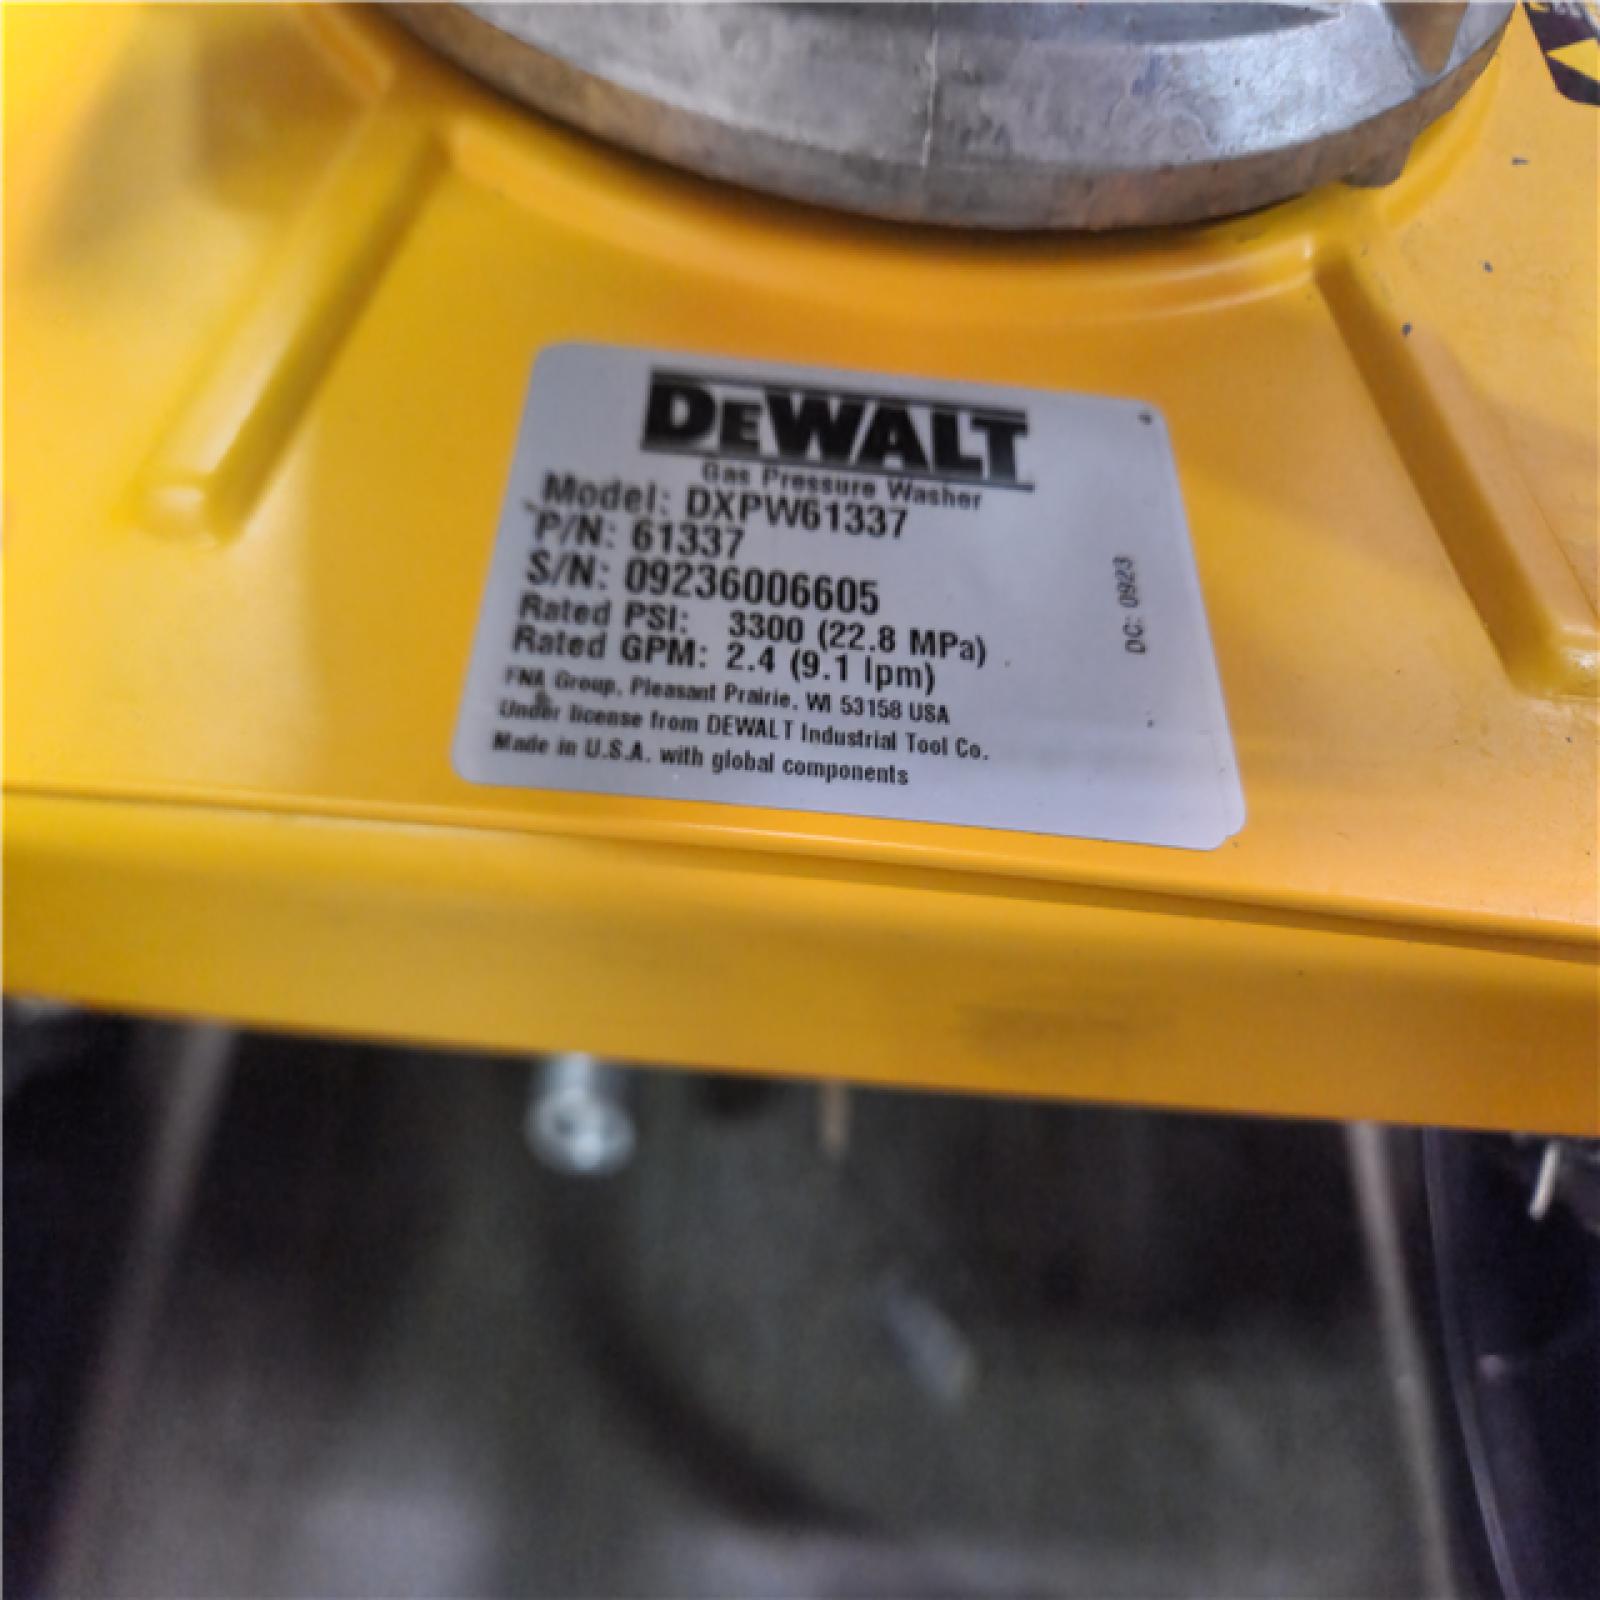 DEWALT
Gas Pressure Washer
Model: DXPW61337
P/N: 61337
S/N: 09236006605
Rated PSI: 3300 (22.8 MPa)
Rated GPM: 2.4 (9.1 lpm)
FNA Group, Pleasant Prairie, WI 53158 USA
Under license from DEWALT Industrial Tool Co.
Made in U.S.A. with global components
DC: 0923